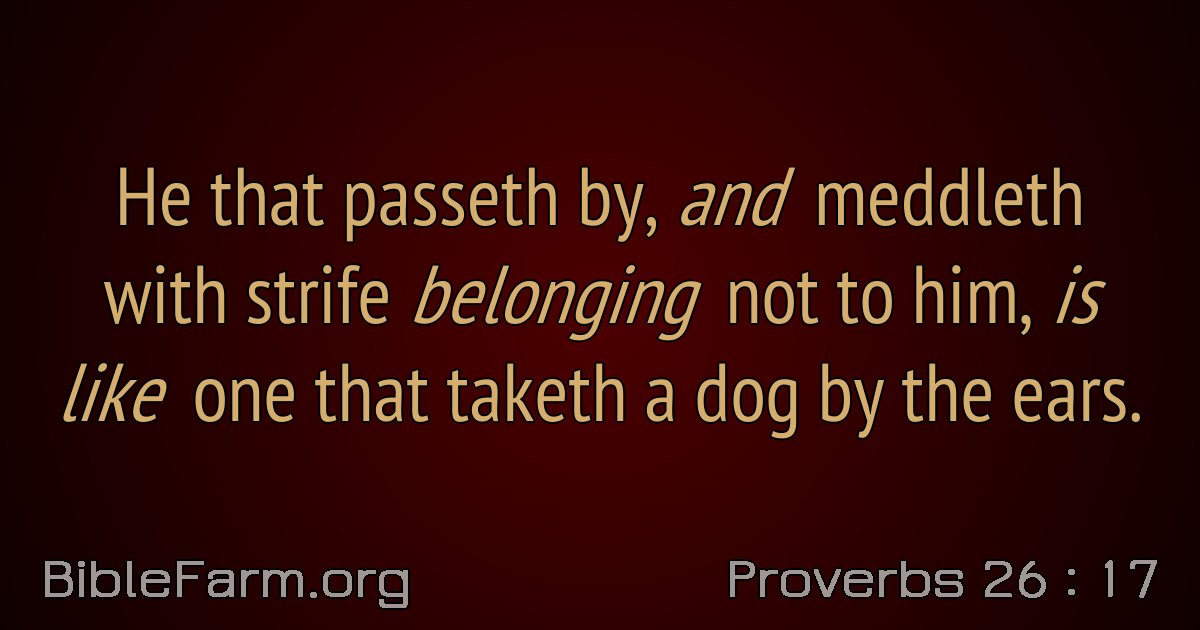 He that passeth by, and meddleth
with strife belonging not to him, is
like one that taketh a dog by the ears.
BibleFarm.org
Proverbs 26 : 17